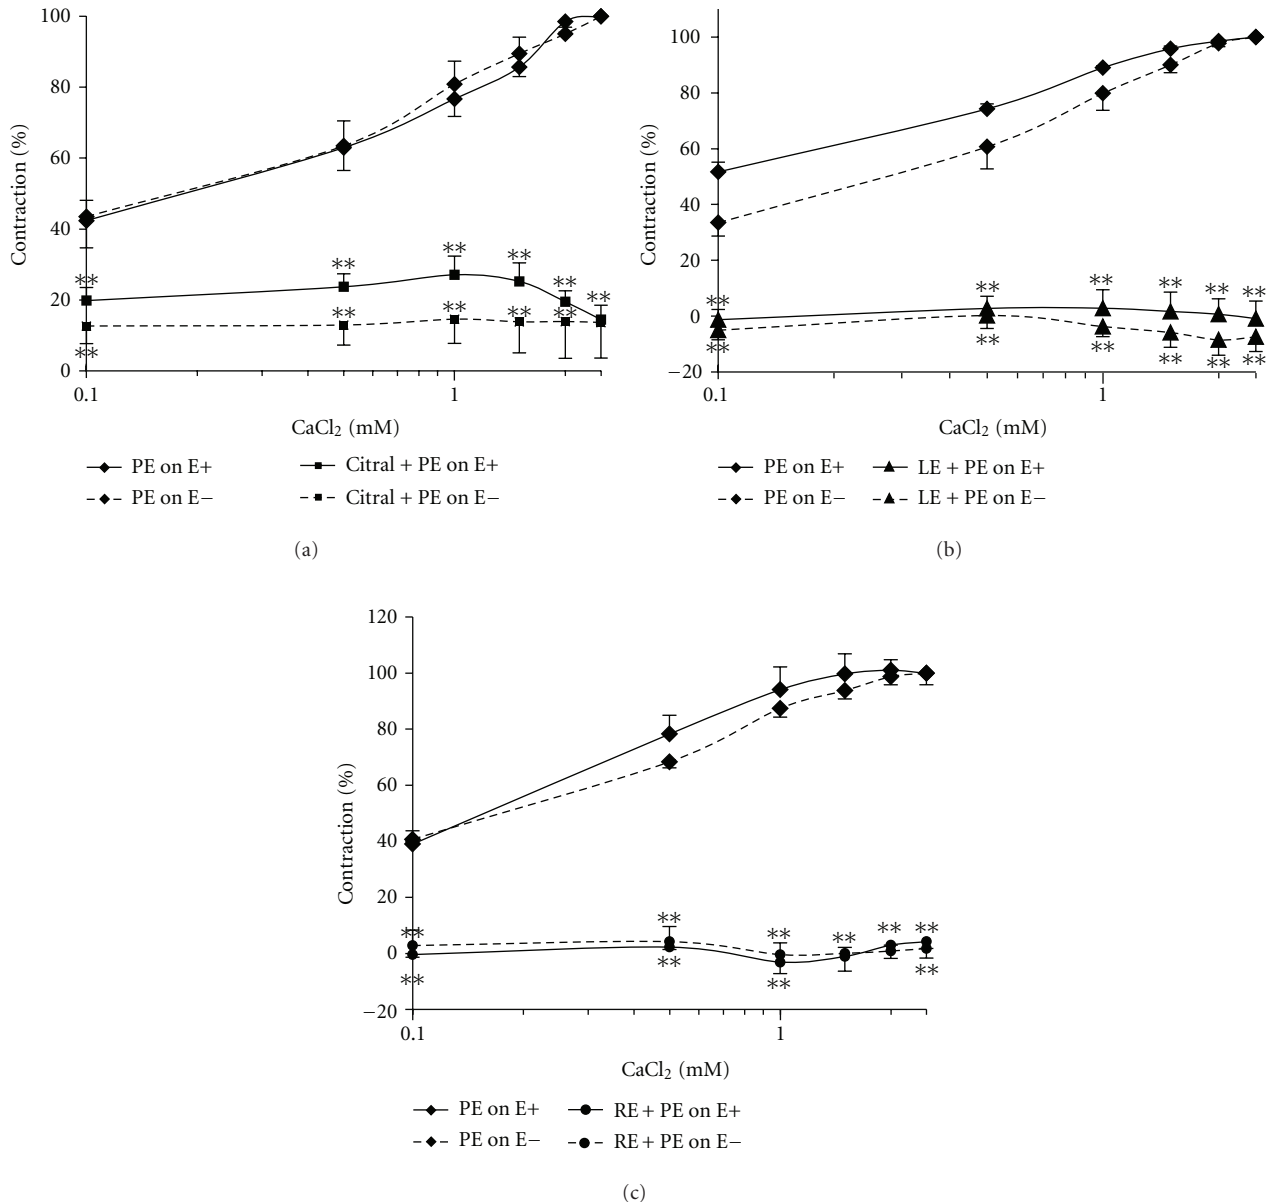 100
80
60
40
20
0
Contraction (%)
**
**
**
**
**
**
**
**
**
**
**
0.1
1
CaCl₂ (mM)
PE on E+
Citral + PE on E+
PE on E−
Citral + PE on E−
(a)
100
80
60
40
20
0
−20
Contraction (%)
**
**
**
**
**
**
**
**
**
**
**
**
0.1
1
CaCl₂ (mM)
PE on E+
LE + PE on E+
PE on E−
LE + PE on E−
(b)
120
100
80
60
40
20
0
−20
Contraction (%)
**
**
**
**
**
**
**
**
**
**
0.1
1
CaCl₂ (mM)
PE on E+
RE + PE on E+
PE on E−
RE + PE on E−
(c)